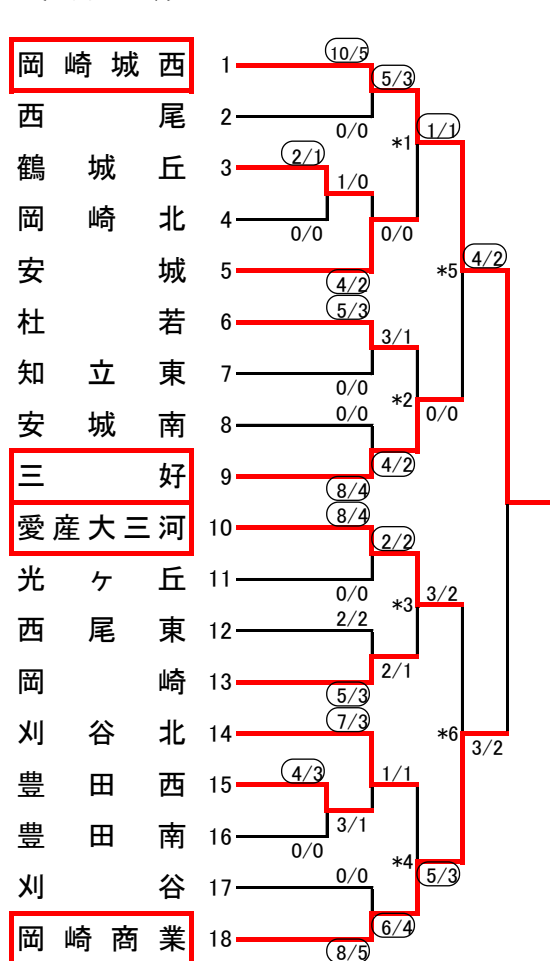 10/5
岡崎城西 1
5/3
西尾 2
0/0
*1
1/1
2/1
鶴城丘 3
1/0
岡崎北 4
0/0
0/0
安城 5
*5
4/2
4/2
5/3
杜若 6
3/1
知立東 7
0/0
*2
0/0
0/0
安城南 8
4/2
三好 9
8/4
8/4
愛産大三河 10
2/2
光ヶ丘 11
0/0
*3
3/2
2/2
西尾東 12
2/1
岡崎 13
5/3
7/3
刈谷北 14
*6
3/2
4/3
1/1
豊田西 15
3/1
豊田南 16
0/0
*4
0/0
5/3
刈谷 17
6/4
岡崎商業 18
8/5